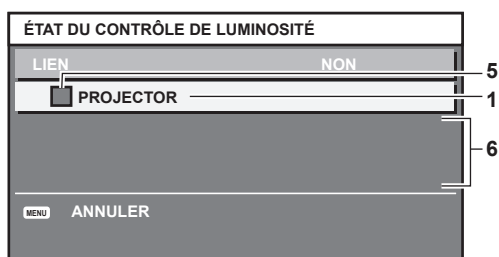 ÉTAT DU CONTRÔLE DE LUMINOSITÉ
LIEN NON
5
PROJECTOR 1
6
MENU ANNULER